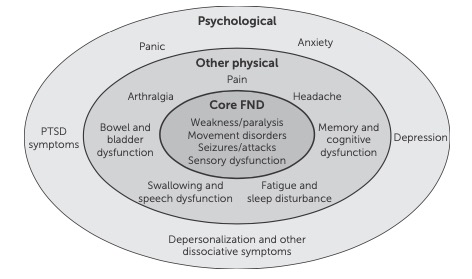 Psychological
Panic
Anxiety
Other physical
Pain
Arthralgia
Headache
Core FND
Weakness/paralysis
Movement disorders
Seizures/attacks
Sensory dysfunction
PTSD
symptoms
Bowel and
bladder
dysfunction
Memory and
cognitive
dysfunction
Depression
Swallowing and
speech dysfunction
Fatigue and
sleep disturbance
Depersonalization and other
dissociative symptoms